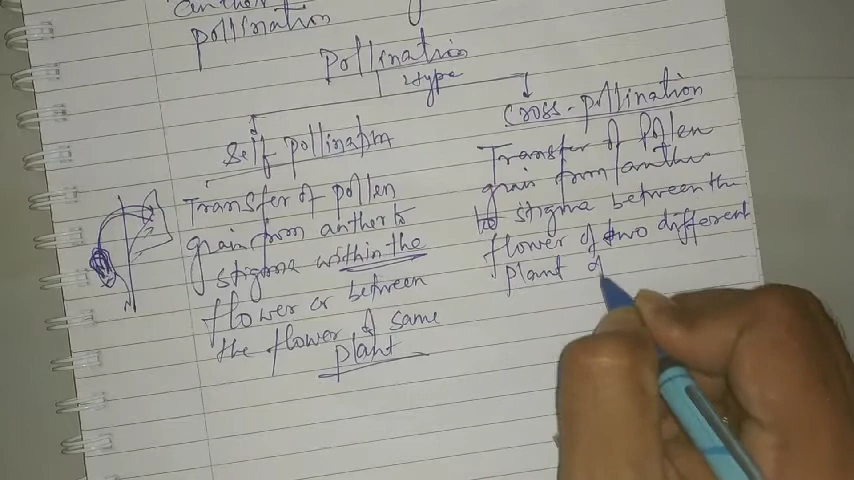 anther
pollination
Pollination
2 type
Self pollination
Transfer of pollen
grain from anther to
stigma within the
flower or between
the flower of same
plant
Cross-pollination
Transfer of Pollen
grain from anther
to stigma between the
flower of two different
plant of